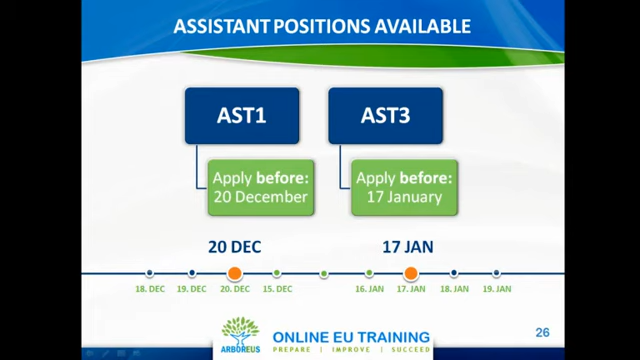 ASSISTANT POSITIONS AVAILABLE
AST1
AST3
Apply before:
20 December
Apply before:
17 January
20 DEC
17 JAN
18. DEC
19. DEC
20. DEC
15. DEC
16. JAN
17. JAN
18. JAN
19. JAN
ARBOREUS
ONLINE EU TRAINING
PREPARE | IMPROVE | SUCCEED
26